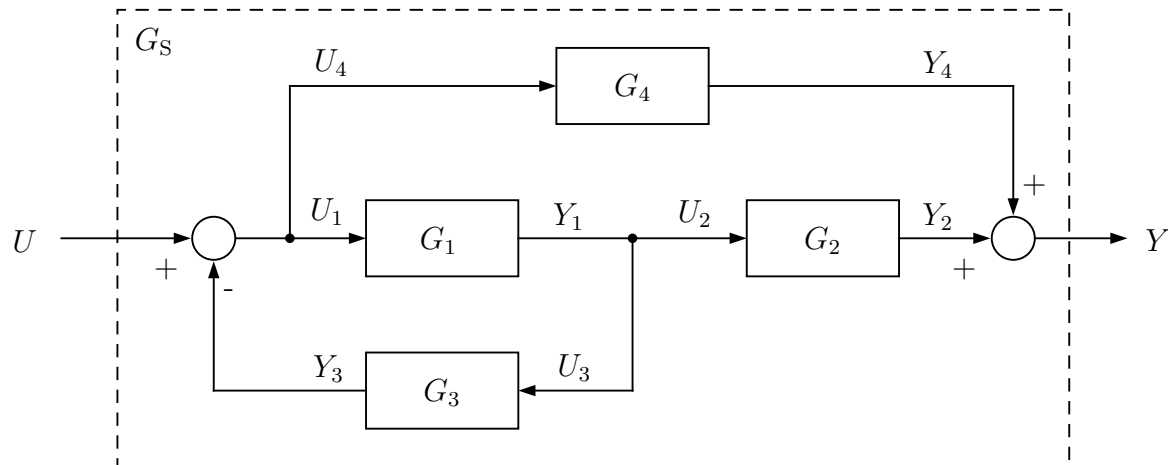 G_S
U_4
G_4
Y_4
+
U
+
U_1
G_1
Y_1
U_2
G_2
Y_2
+
Y
-
Y_3
G_3
U_3